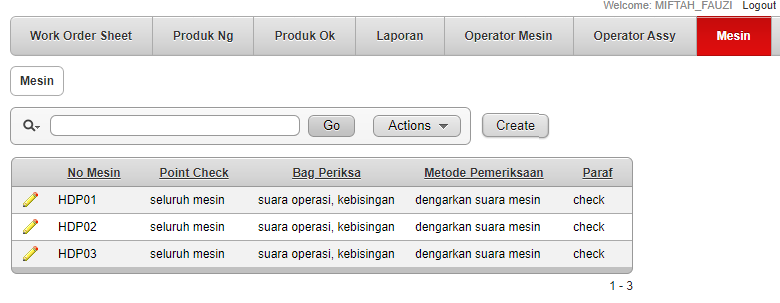 Welcome: MIFTAH_FAUZI Logout
Work Order Sheet Produk Ng Produk Ok Laporan Operator Mesin Operator Assy Mesin
Mesin
Go Actions Create
No Mesin Point Check Bag Periksa Metode Pemeriksaan Paraf
HDP01 seluruh mesin suara operasi, kebisingan dengarkan suara mesin check
HDP02 seluruh mesin suara operasi, kebisingan dengarkan suara mesin check
HDP03 seluruh mesin suara operasi, kebisingan dengarkan suara mesin check
1 - 3